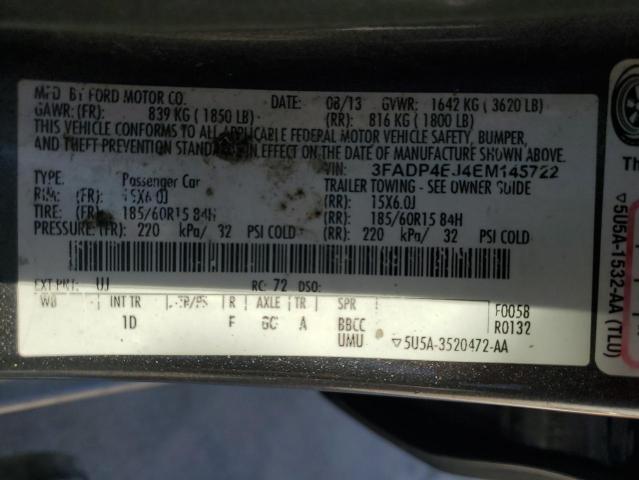 MFD. BY FORD MOTOR CO. DATE: 08/13 GVWR: 1642 KG ( 3620 LB)
GAWR: (FR): 839 KG ( 1850 LB) (RR): 816 KG ( 1800 LB)
THIS VEHICLE CONFORMS TO ALL APPLICABLE FEDERAL MOTOR VEHICLE SAFETY, BUMPER,
AND THEFT PREVENTION STANDARDS IN EFFECT ON THE DATE OF MANUFACTURE SHOWN ABOVE.
VIN: 3FADP4EJ4EM145722
TYPE: Passenger Car TRAILER TOWING - SEE OWNER GUIDE
RIM: (FR): 15X6.0J (RR): 15X6.0J
TIRE: (FR): 185/60R15 84H (RR): 185/60R15 84H
PRESSURE: (FR): 220 kPa/ 32 PSI COLD (RR): 220 kPa/ 32 PSI COLD
EXT PNT: UJ RC: 72 DSO:
WB INT TR TP/PS R AXLE TR SPR F0058
1D F GC A BBCC R0132
UMU ▽5U5A-3520472-AA
▽5U5A-1532-AA (TLU)